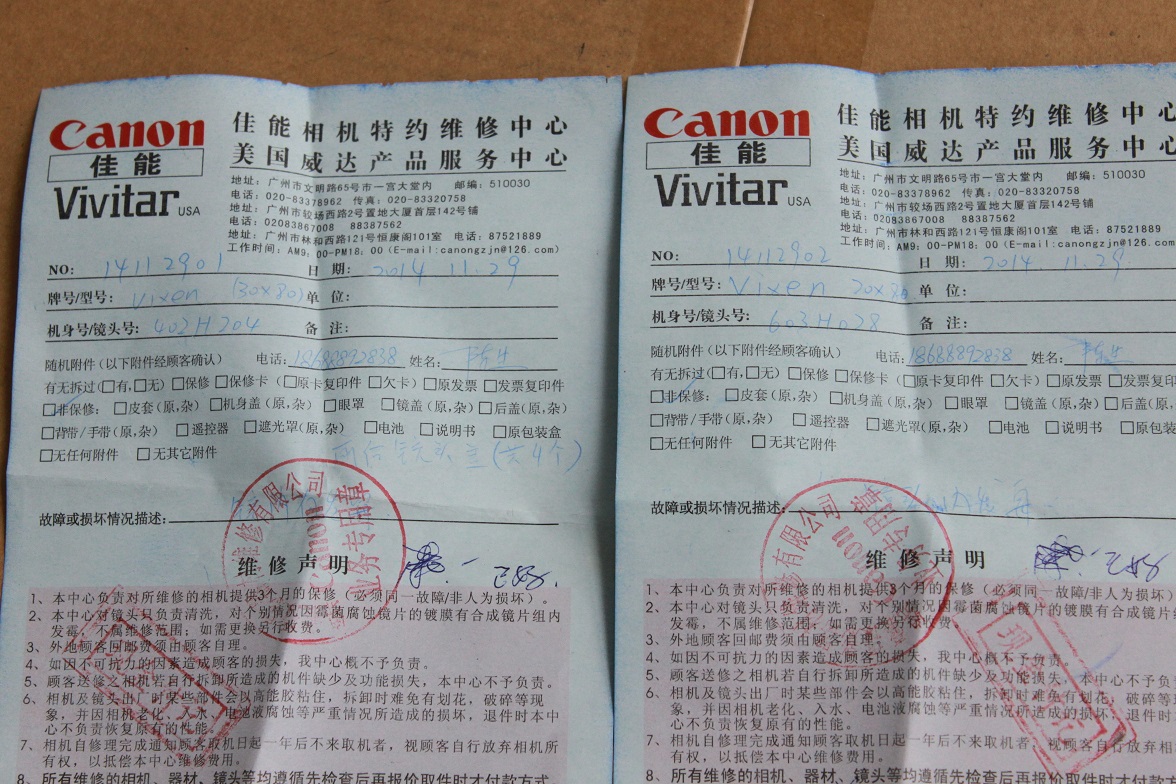 Canon
佳能
Vivitar USA
佳能相机特约维修中心
美国威达产品服务中心
地址：广州市文明路65号市一宫大堂内 邮编：510030
电话：020-83378962 传真：020-83320758
地址：广州市较场西路2号置地大厦首层142号铺
电话：02083867008 88387562
地址：广州市林和西路121号恒康阁101室 电话：87521889
工作时间：AM9：00-PM18：00（E-mail:canongzjn@126.com）
NO: 14112901 日期: 2014 11.29
牌号/型号: Vixen (30x80) 单位:
机身号/镜头号: 402H204 备注:
随机附件（以下附件经顾客确认） 电话: 18688892838 姓名: 陈生
有无拆过(□有,□无) □保修 □保修卡(□原卡复印件 □欠卡) □原发票 □发票复印件
□非保修: □皮套(原,杂) □机身盖(原,杂) □眼罩 □镜盖(原,杂) □后盖(原,杂)
□背带/手带(原,杂) □遥控器 □遮光罩(原,杂) □电池 □说明书 □原包装盒
□无任何附件 □无其它附件 镜头盖(共4个)
故障或损坏情况描述:
维修有限公司
Canon
业务专用章
维修声明
1、本中心负责对所维修的相机提供3个月的保修（必须同一故障/非人为损坏）。
2、本中心对镜头只负责清洗，对个别情况因霉菌腐蚀镜片的镀膜有合成镜片组内
发霉，不属维修范围；如需更换另行收费。
3、外地顾客回邮费须由顾客自理。
4、如因不可抗力的因素造成顾客的损失，我中心概不予负责。
5、顾客送修之相机若自行拆卸所造成的机件缺少及功能损失，本中心不予负责。
6、相机及镜头出厂时某些部件会以高能胶粘住，拆卸时难免有划花，破碎等现
象，并因相机老化、入水、电池液腐蚀等严重情况所造成的损坏，退件时本中
心不负责恢复原有的性能。
7、相机自修理完成通知顾客取机日起一年后不来取机者，视顾客自行放弃相机所
有权，以抵偿本中心维修费用。
8、所有维修的相机、器材、镜头等均遵循先检查后再报价取件时才付款方式。
Canon
佳能
Vivitar USA
佳能相机特约维修中心
美国威达产品服务中心
地址：广州市文明路65号市一宫大堂内 邮编：510030
电话：020-83378962 传真：020-83320758
地址：广州市较场西路2号置地大厦首层142号铺
电话：02083867008 88387562
地址：广州市林和西路121号恒康阁101室 电话：87521889
工作时间：AM9：00-PM18：00（E-mail:canongzjn@126.com
NO: 14112902 日期: 2014 11.29
牌号/型号: Vixen 单位:
机身号/镜头号: 603H028 备注:
随机附件（以下附件经顾客确认） 电话: 18688892838 姓名: 陈生
有无拆过(□有,□无) □保修 □保修卡(□原卡复印件 □欠卡) □原发票 □发票复印
□非保修: □皮套(原,杂) □机身盖(原,杂) □眼罩 □镜盖(原,杂) □后盖(原,
□背带/手带(原,杂) □遥控器 □遮光罩(原,杂) □电池 □说明书 □原包装
□无任何附件 □无其它附件
故障或损坏情况描述:
有限公司
Canon
维修声明
1、本中心负责对所维修的相机提供3个月的保修（必须同一故障/非人为损坏）
2、本中心对镜头只负责清洗，对个别情况因霉菌腐蚀镜片的镀膜有合成镜片组
发霉，不属维修范围；如需更换另行收费。
3、外地顾客回邮费须由顾客自理。
4、如因不可抗力的因素造成顾客的损失，我中心概不予负责。
5、顾客送修之相机若自行拆卸所造成的机件缺少及功能损失，本中心不予负
6、相机及镜头出厂时某些部件会以高能胶粘住，拆卸时难免有划花，破碎等
象，并因相机老化、入水、电池液腐蚀等严重情况所造成的损坏，退件时
心不负责恢复原有的性能。
7、相机自修理完成通知顾客取机日起一年后不来取机者，视顾客自行放弃相
有权，以抵偿本中心维修费用。
8、所有维修的相机、器材、镜头等均遵循先检查后再报价取件时才付款